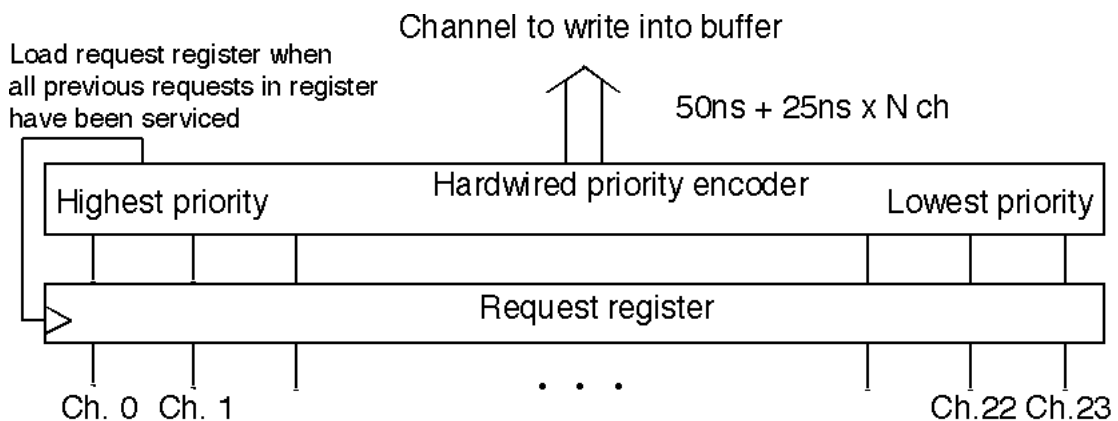 Channel to write into buffer
Load request register when
all previous requests in register
have been serviced
50ns + 25ns x N ch
Hardwired priority encoder
Highest priority
Lowest priority
Request register
. . .
Ch. 0 Ch. 1
Ch.22 Ch.23